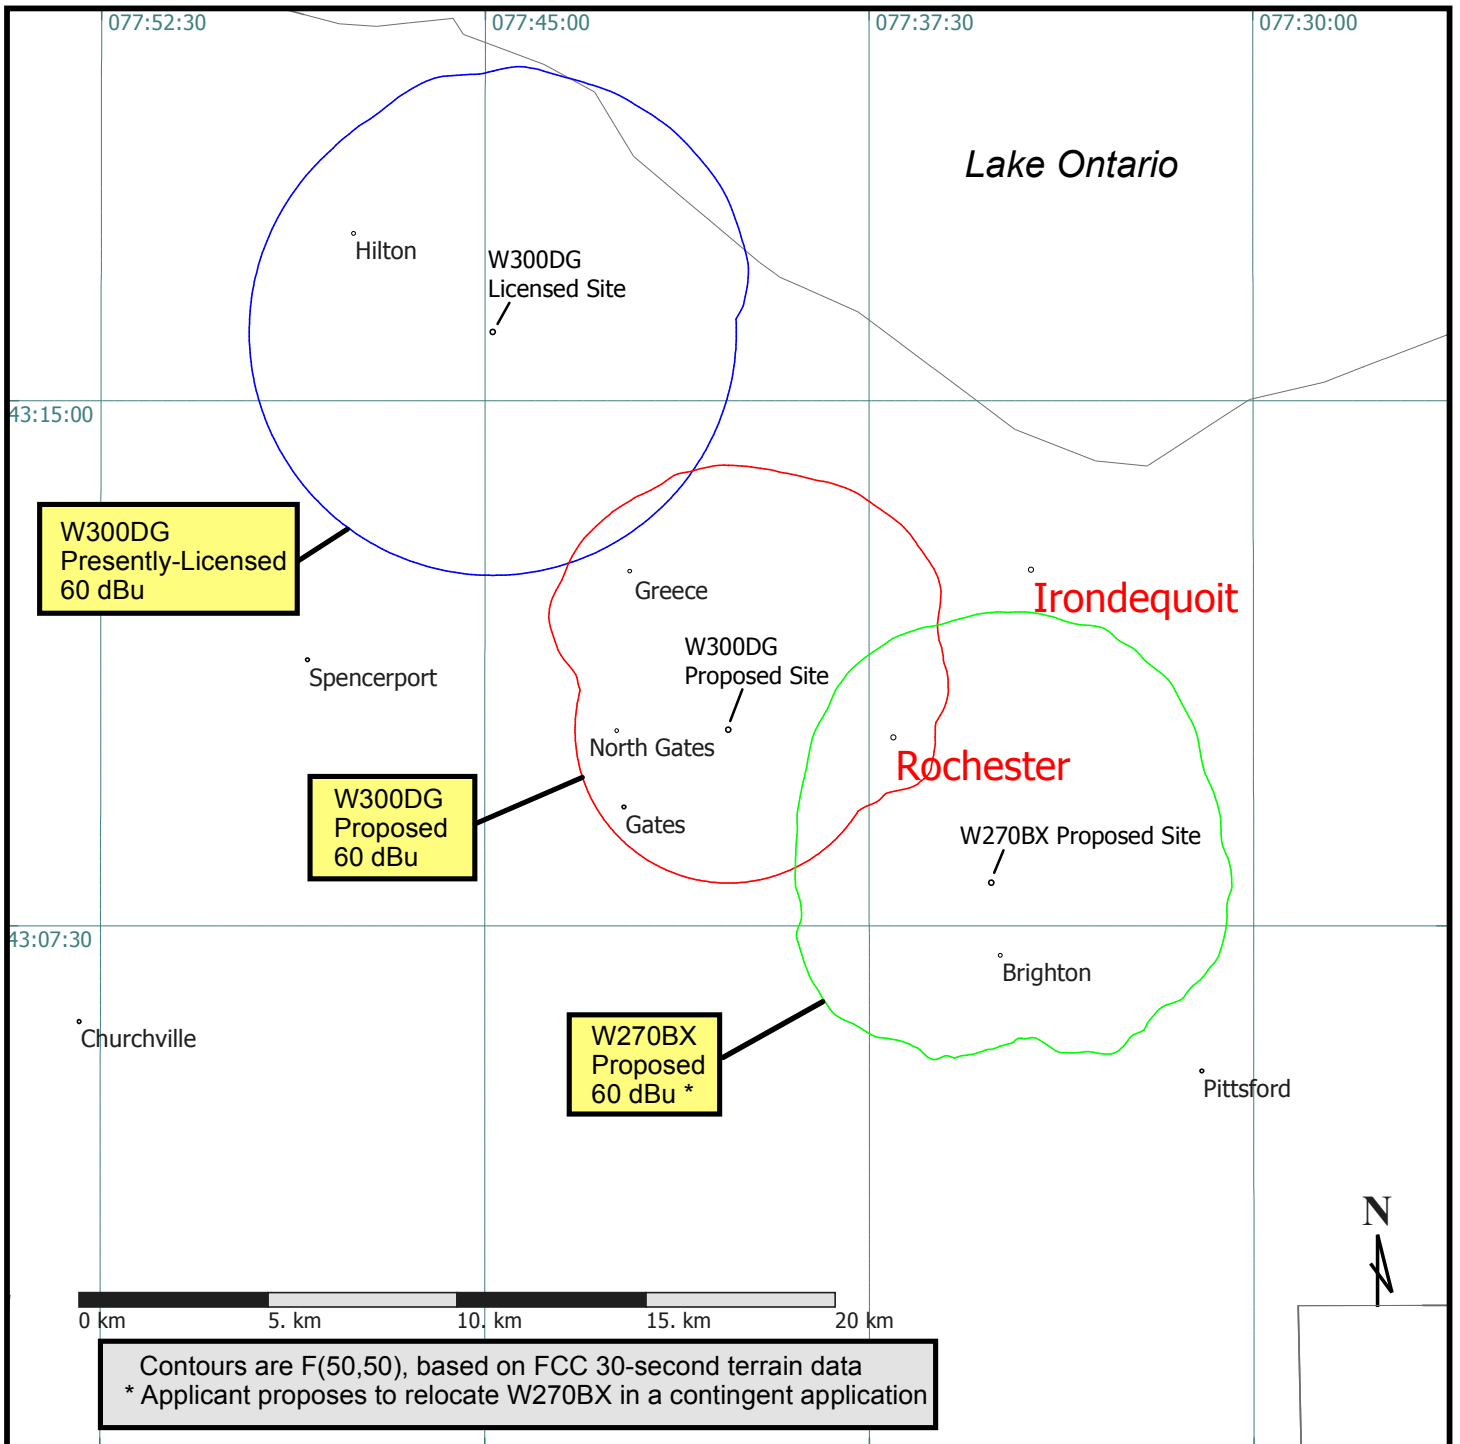 077:52:30
077:45:00
077:37:30
077:30:00
Lake Ontario
Hilton
W300DG
Licensed Site
43:15:00
W300DG
Presently-Licensed
60 dBu
Greece
Irondequoit
W300DG
Proposed Site
Spencerport
North Gates
Rochester
W300DG
Proposed
60 dBu
Gates
W270BX Proposed Site
43:07:30
Brighton
Churchville
W270BX
Proposed
60 dBu *
Pittsford
N
0 km
5. km
10. km
15. km
20 km
Contours are F(50,50), based on FCC 30-second terrain data
* Applicant proposes to relocate W270BX in a contingent application